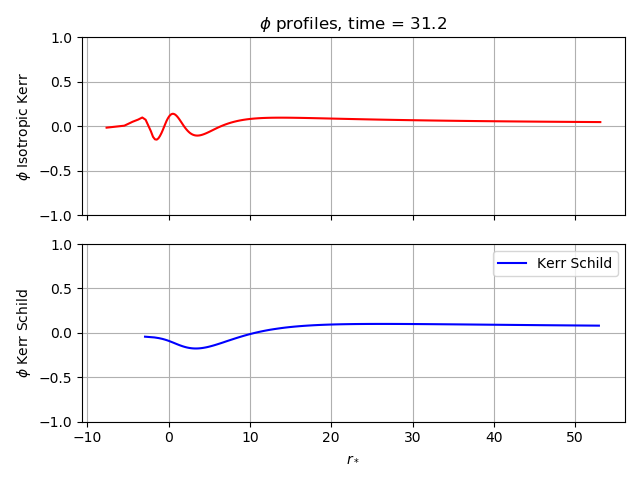 ϕ profiles, time = 31.2
ϕ Isotropic Kerr
1.0
0.5
0.0
−0.5
−1.0
ϕ Kerr Schild
1.0
0.5
0.0
−0.5
−1.0
Kerr Schild
−10 0 10 20 30 40 50
r*